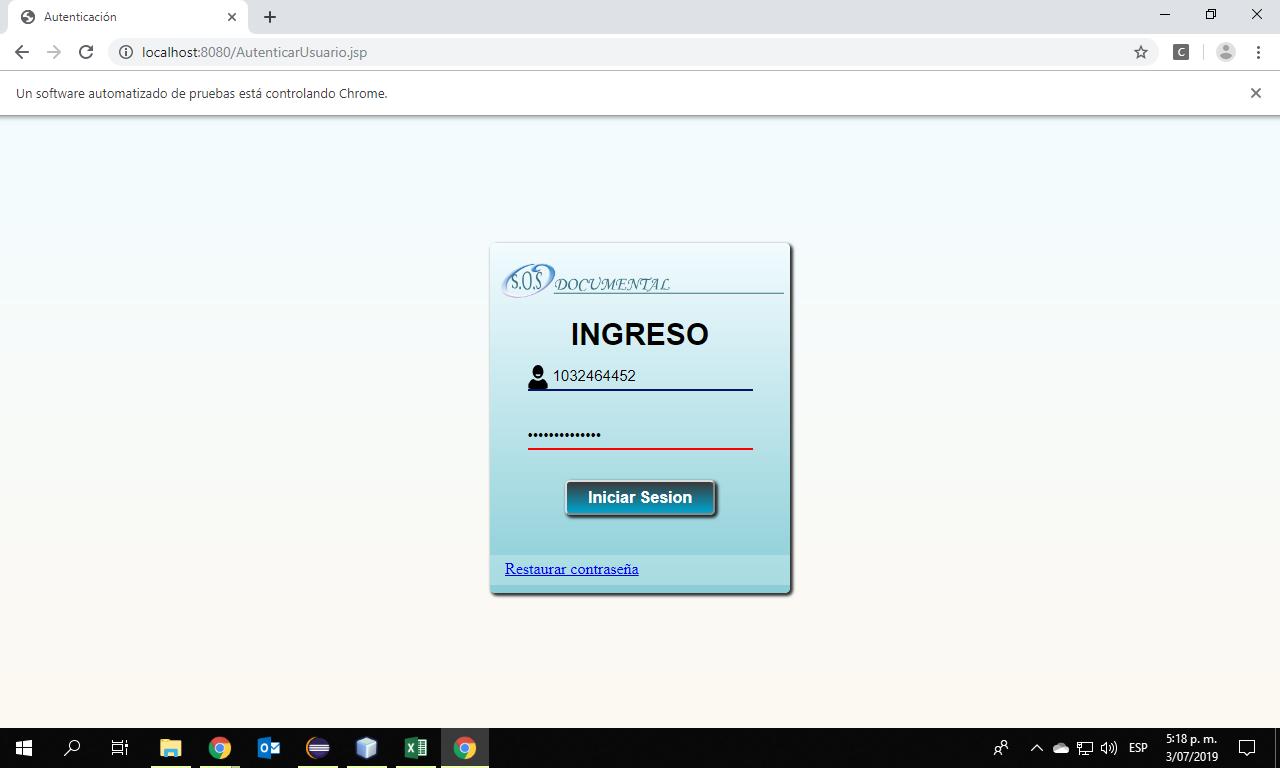 Autenticación
localhost:8080/AutenticarUsuario.jsp
C
Un software automatizado de pruebas está controlando Chrome.
S.O.S DOCUMENTAL
INGRESO
1032464452
••••••••••••••
Iniciar Sesion
Restaurar contraseña
ESP
5:18 p. m.
3/07/2019